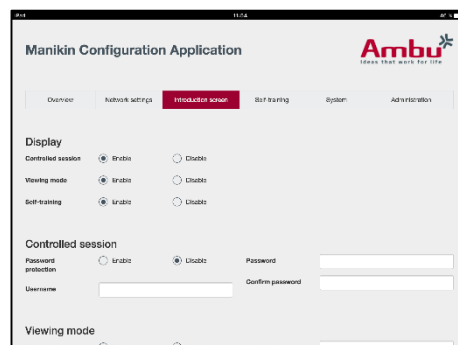 iPad 11:04
Manikin Configuration Application
Ambu
Ideas that work for life
Overview Network settings Introduction screen Self-training System Administration
Display
Controlled session Enable Disable
Viewing mode Enable Disable
Self-training Enable Disable
Controlled session
Password protection Enable Disable Password
Username Confirm password
Viewing mode